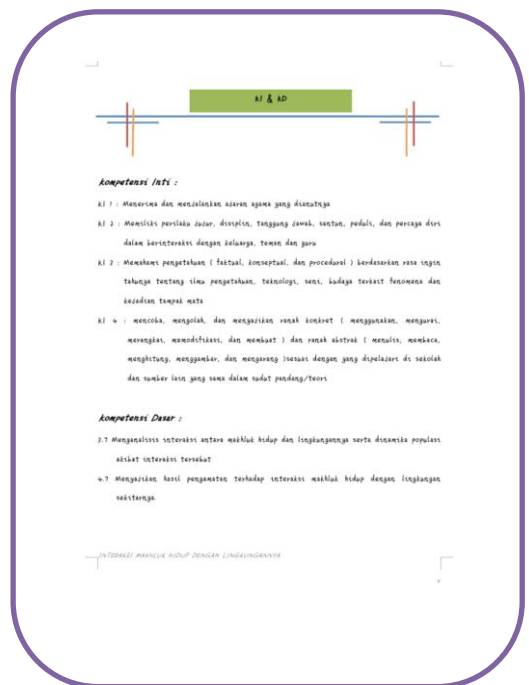 KI & KD
Kompetensi Inti :
KI 1 : Menerima dan menjalankan ajaran agama yang dianutnya
KI 2 : Memiliki perilaku jujur, disiplin, tanggung jawab, santun, peduli, dan percaya diri
dalam berinteraksi dengan keluarga, teman dan guru
KI 3 : Memahami pengetahuan ( faktual, konseptual, dan procedural ) berdasarkan rasa ingin
tahunya tentang ilmu pengetahuan, teknologi, seni, budaya terkait fenomena dan
kejadian tampak mata
KI 4 : mencoba, mengolah, dan menyajikan ranah konkret ( menggunakan, mengurai,
merangkai, memodifikasi, dan membuat ) dan ranah abstrak ( menulis, membaca,
menghitung, menggambar, dan mengarang )sesuai dengan yang dipelajari di sekolah
dan sumber lain yang sama dalam sudut pandang/teori
Kompetensi Dasar :
3.7 Menganalisis interaksi antara makhluk hidup dan lingkungannya serta dinamika populasi
akibat interaksi tersebut
4.7 Menyajikan hasil pengamatan terhadap interaksi makhluk hidup dengan lingkungan
sekitarnya.
INTERAKSI MAKHLUK HIDUP DENGAN LINGKUNGANNYA